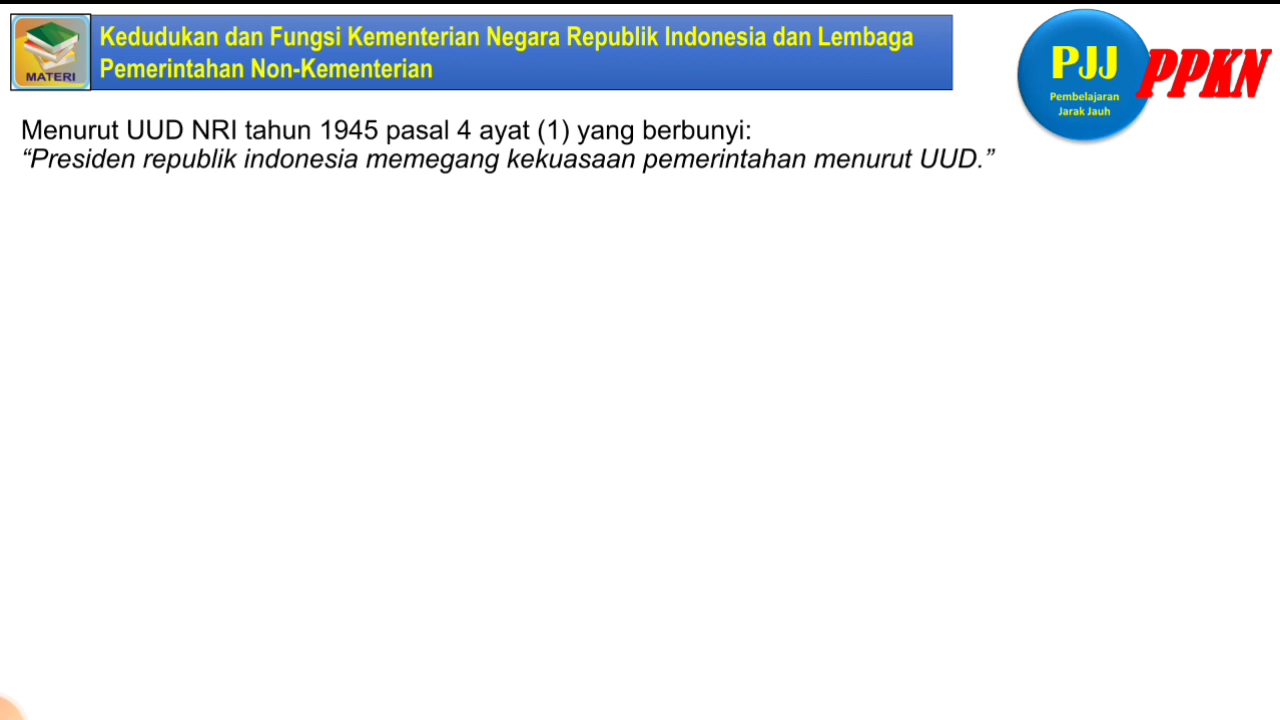 MATERI
Kedudukan dan Fungsi Kementerian Negara Republik Indonesia dan Lembaga
Pemerintahan Non-Kementerian
PJJ
Pembelajaran
Jarak Jauh
PPKN
Menurut UUD NRI tahun 1945 pasal 4 ayat (1) yang berbunyi:
“Presiden republik indonesia memegang kekuasaan pemerintahan menurut UUD.”